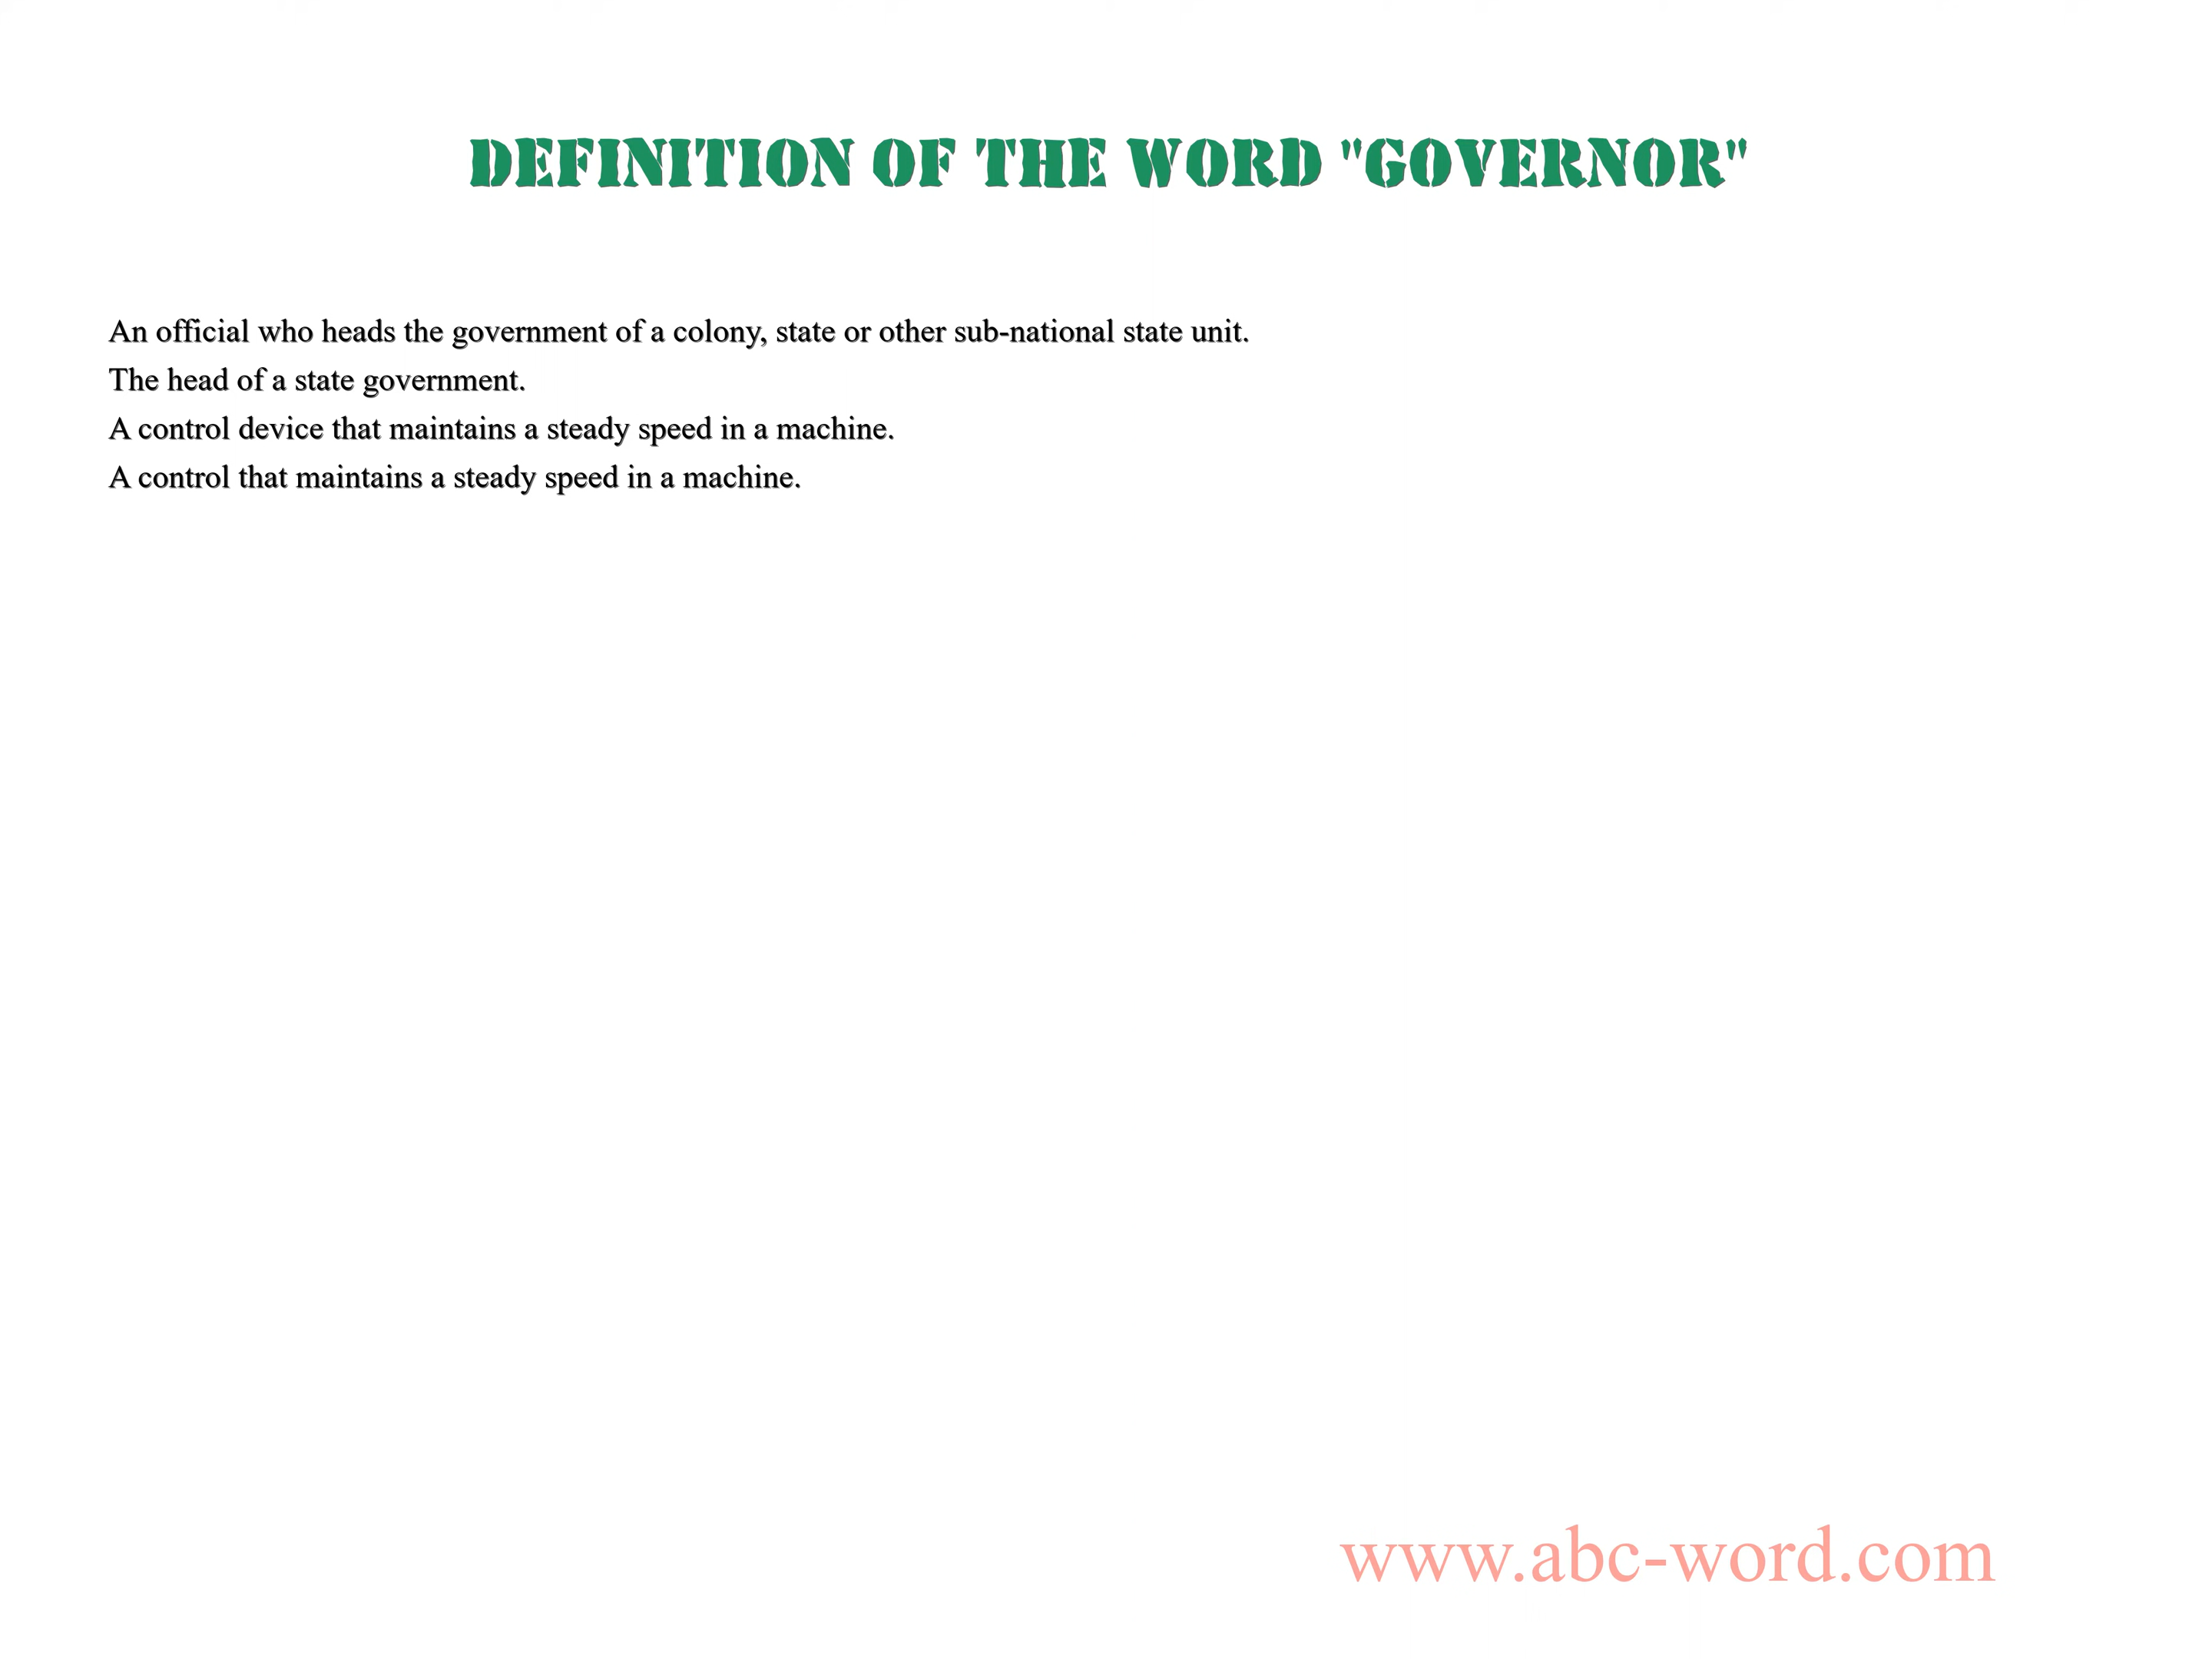 DEFINITION OF THE WORD "GOVERNOR"
An official who heads the government of a colony, state or other sub-national state unit.
The head of a state government.
A control device that maintains a steady speed in a machine.
A control that maintains a steady speed in a machine.
www.abc-word.com